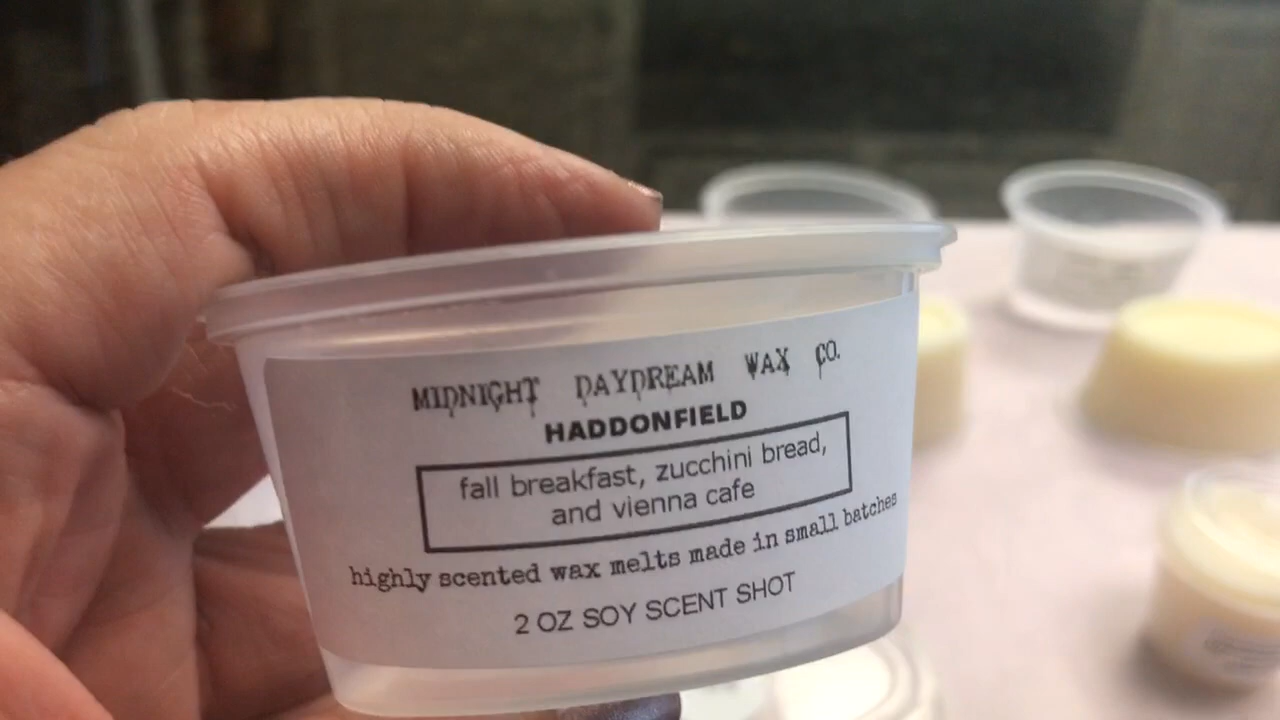 MIDNIGHT DAYDREAM WAX CO.
HADDONFIELD
fall breakfast, zucchini bread,
and vienna cafe
highly scented wax melts made in small batches
2 OZ SOY SCENT SHOT